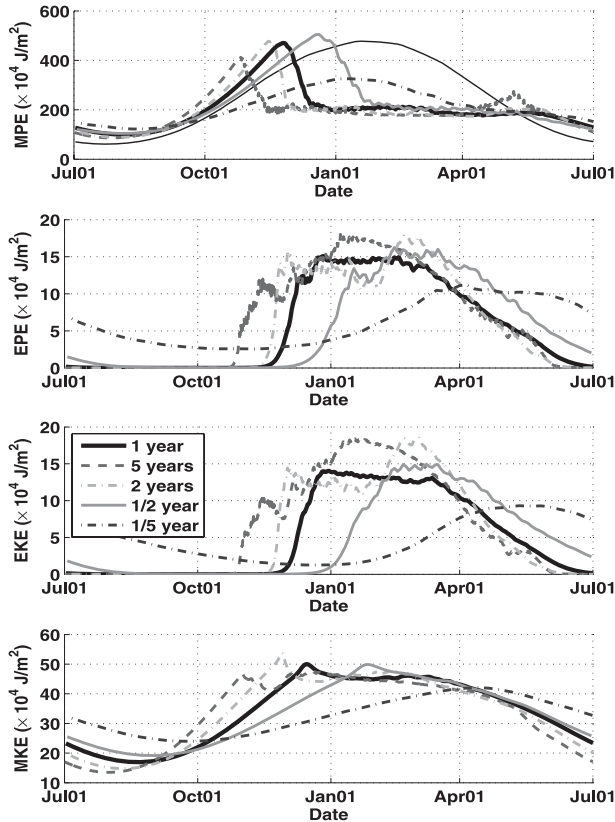 600
400
200
0
MPE (× 10⁴ J/m²)
Jul01 Oct01 Jan01 Apr01 Jul01
Date
20
15
10
5
0
EPE (× 10⁴ J/m²)
Jul01 Oct01 Jan01 Apr01 Jul01
Date
20
15
10
5
0
EKE (× 10⁴ J/m²)
1 year
5 years
2 years
1/2 year
1/5 year
Jul01 Oct01 Jan01 Apr01 Jul01
Date
60
50
40
30
20
10
MKE (× 10⁴ J/m²)
Jul01 Oct01 Jan01 Apr01 Jul01
Date